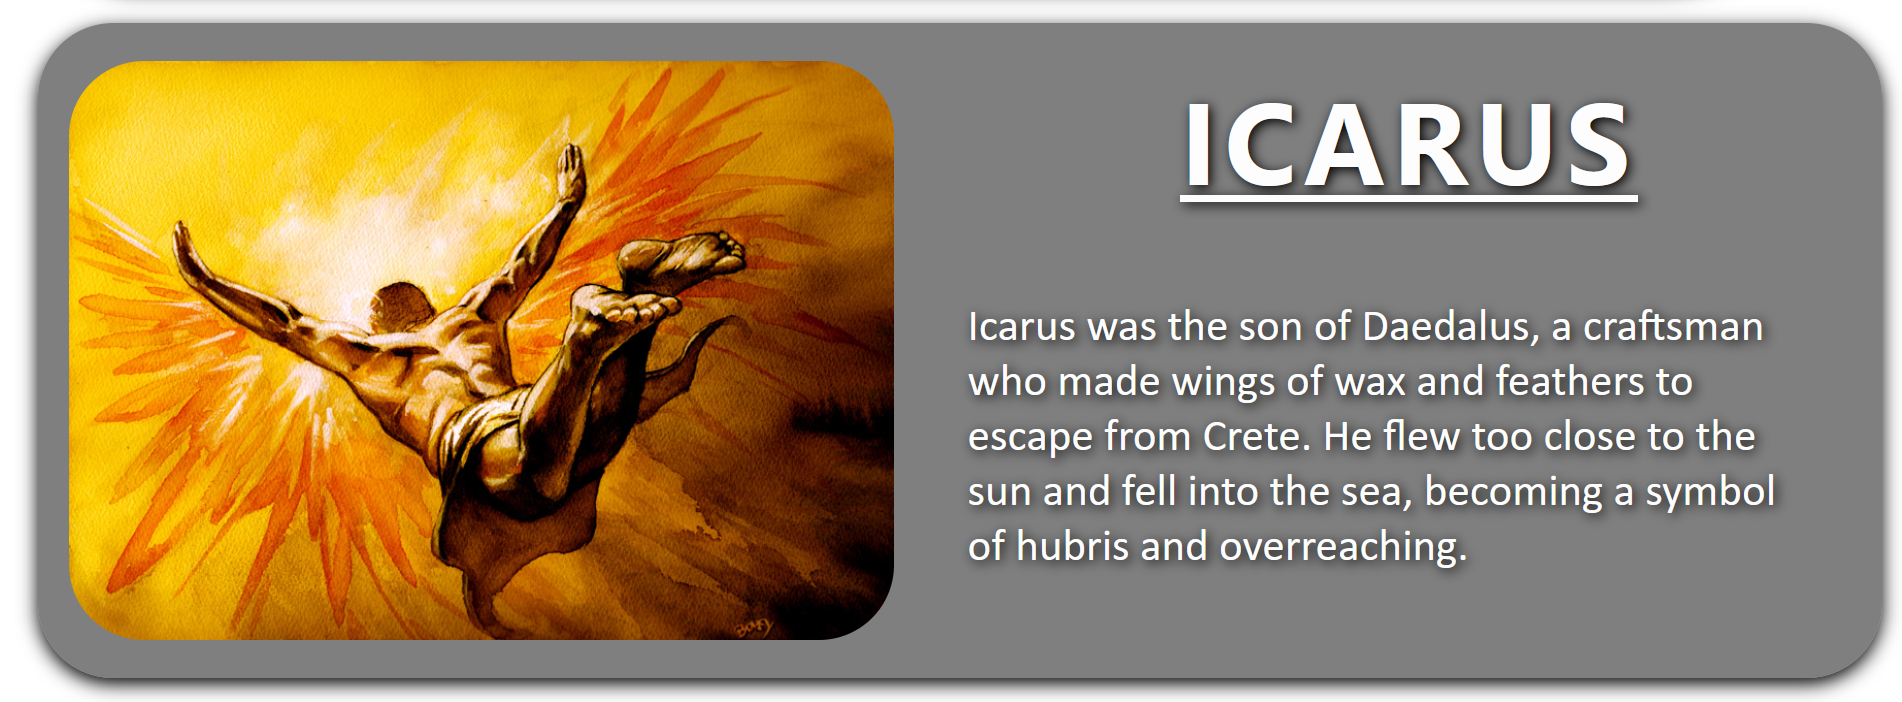 ICARUS
Icarus was the son of Daedalus, a craftsman
who made wings of wax and feathers to
escape from Crete. He flew too close to the
sun and fell into the sea, becoming a symbol
of hubris and overreaching.